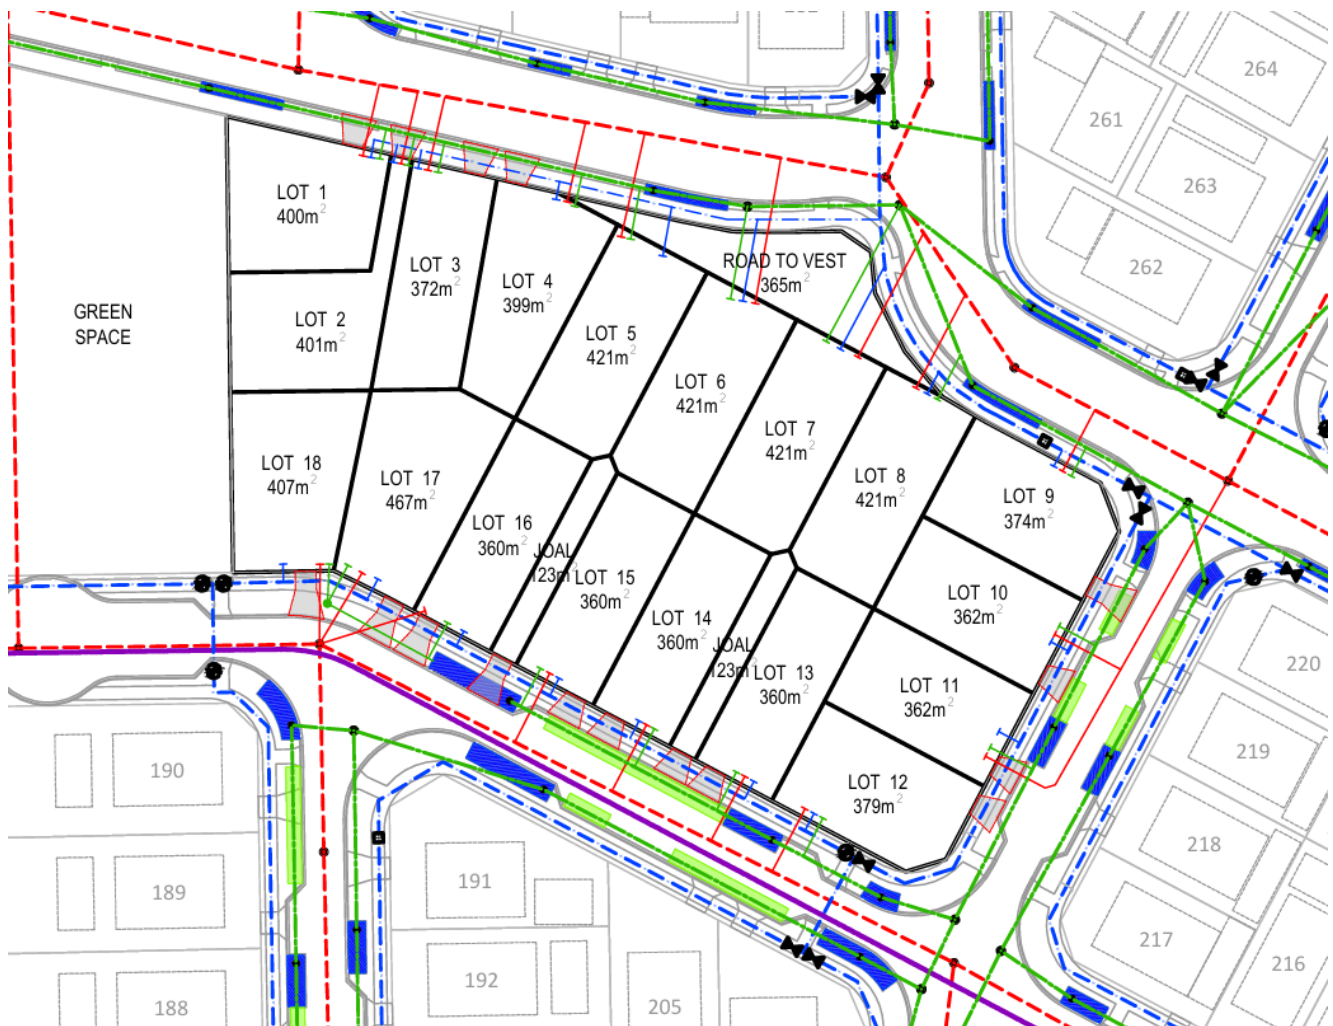 264
261
263
262
LOT 1
400m²
LOT 3
372m²
LOT 4
399m²
ROAD TO VEST
365m²
GREEN
SPACE
LOT 2
401m²
LOT 5
421m²
LOT 6
421m²
LOT 7
421m²
LOT 8
421m²
LOT 9
374m²
LOT 18
407m²
LOT 17
467m²
LOT 16
360m²
JOAL
123m²
LOT 15
360m²
LOT 14
360m²
JOAL
123m²
LOT 13
360m²
LOT 10
362m²
LOT 11
362m²
LOT 12
379m²
220
219
218
217
216
190
189
188
191
192
205